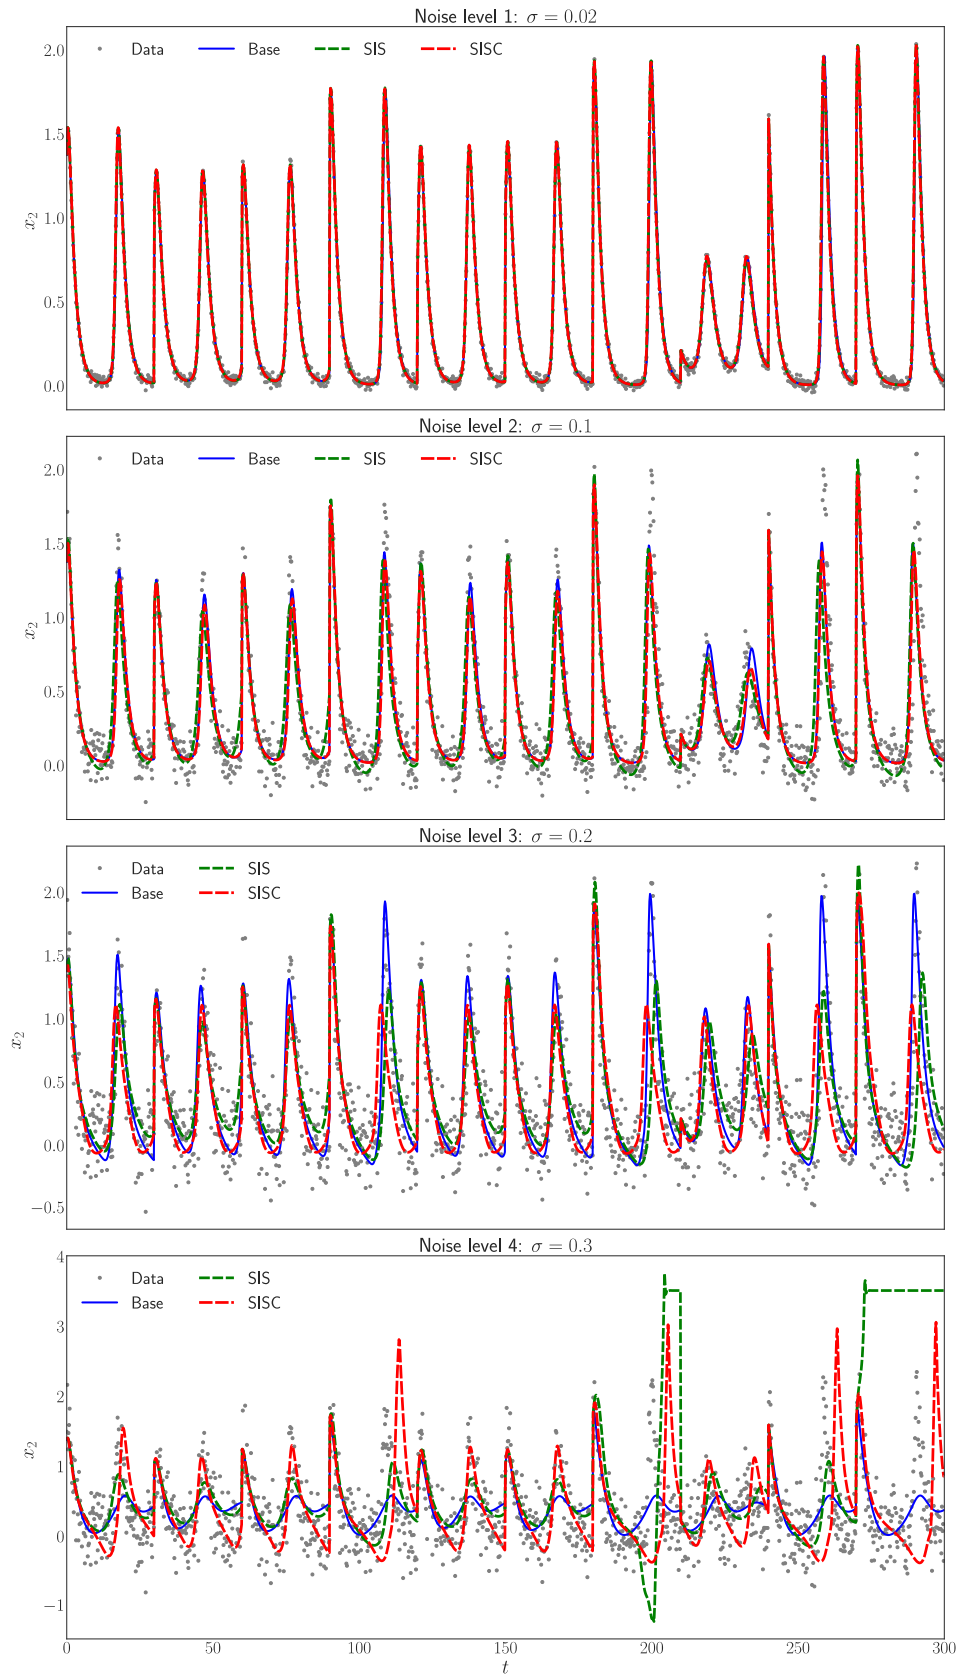 Noise level 1: σ = 0.02
Data Base SIS SISC
2.0
1.5
1.0
0.5
0.0
x₂
Noise level 2: σ = 0.1
Data Base SIS SISC
2.0
1.5
1.0
0.5
0.0
x₂
Noise level 3: σ = 0.2
Data SIS
Base SISC
2.0
1.5
1.0
0.5
0.0
−0.5
x₂
Noise level 4: σ = 0.3
Data SIS
Base SISC
4
3
2
1
0
−1
x₂
0 50 100 150 200 250 300
t